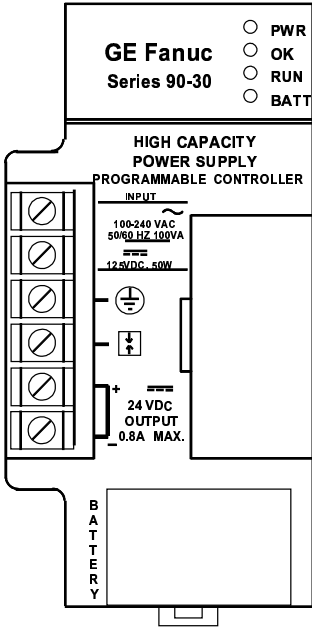 GE Fanuc
Series 90-30
PWR
OK
RUN
BATT
HIGH CAPACITY
POWER SUPPLY
PROGRAMMABLE CONTROLLER
INPUT
100-240 VAC
50/60 HZ 100VA
125VDC, 50W
+
24 VDC
OUTPUT
0.8A MAX.
–
BATTERY